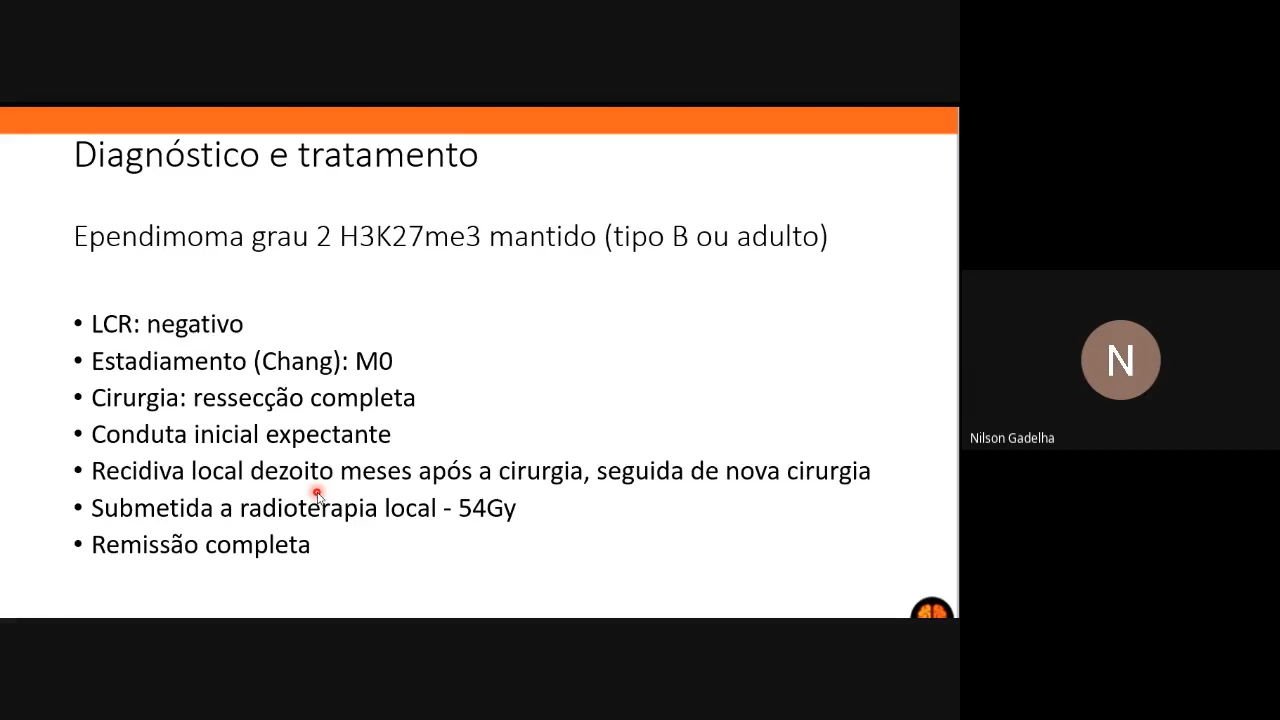 Diagnóstico e tratamento
Ependimoma grau 2 H3K27me3 mantido (tipo B ou adulto)
• LCR: negativo
• Estadiamento (Chang): M0
• Cirurgia: ressecção completa
• Conduta inicial expectante
• Recidiva local dezoito meses após a cirurgia, seguida de nova cirurgia
• Submetida a radioterapia local - 54Gy
• Remissão completa
N
Nilson Gadelha